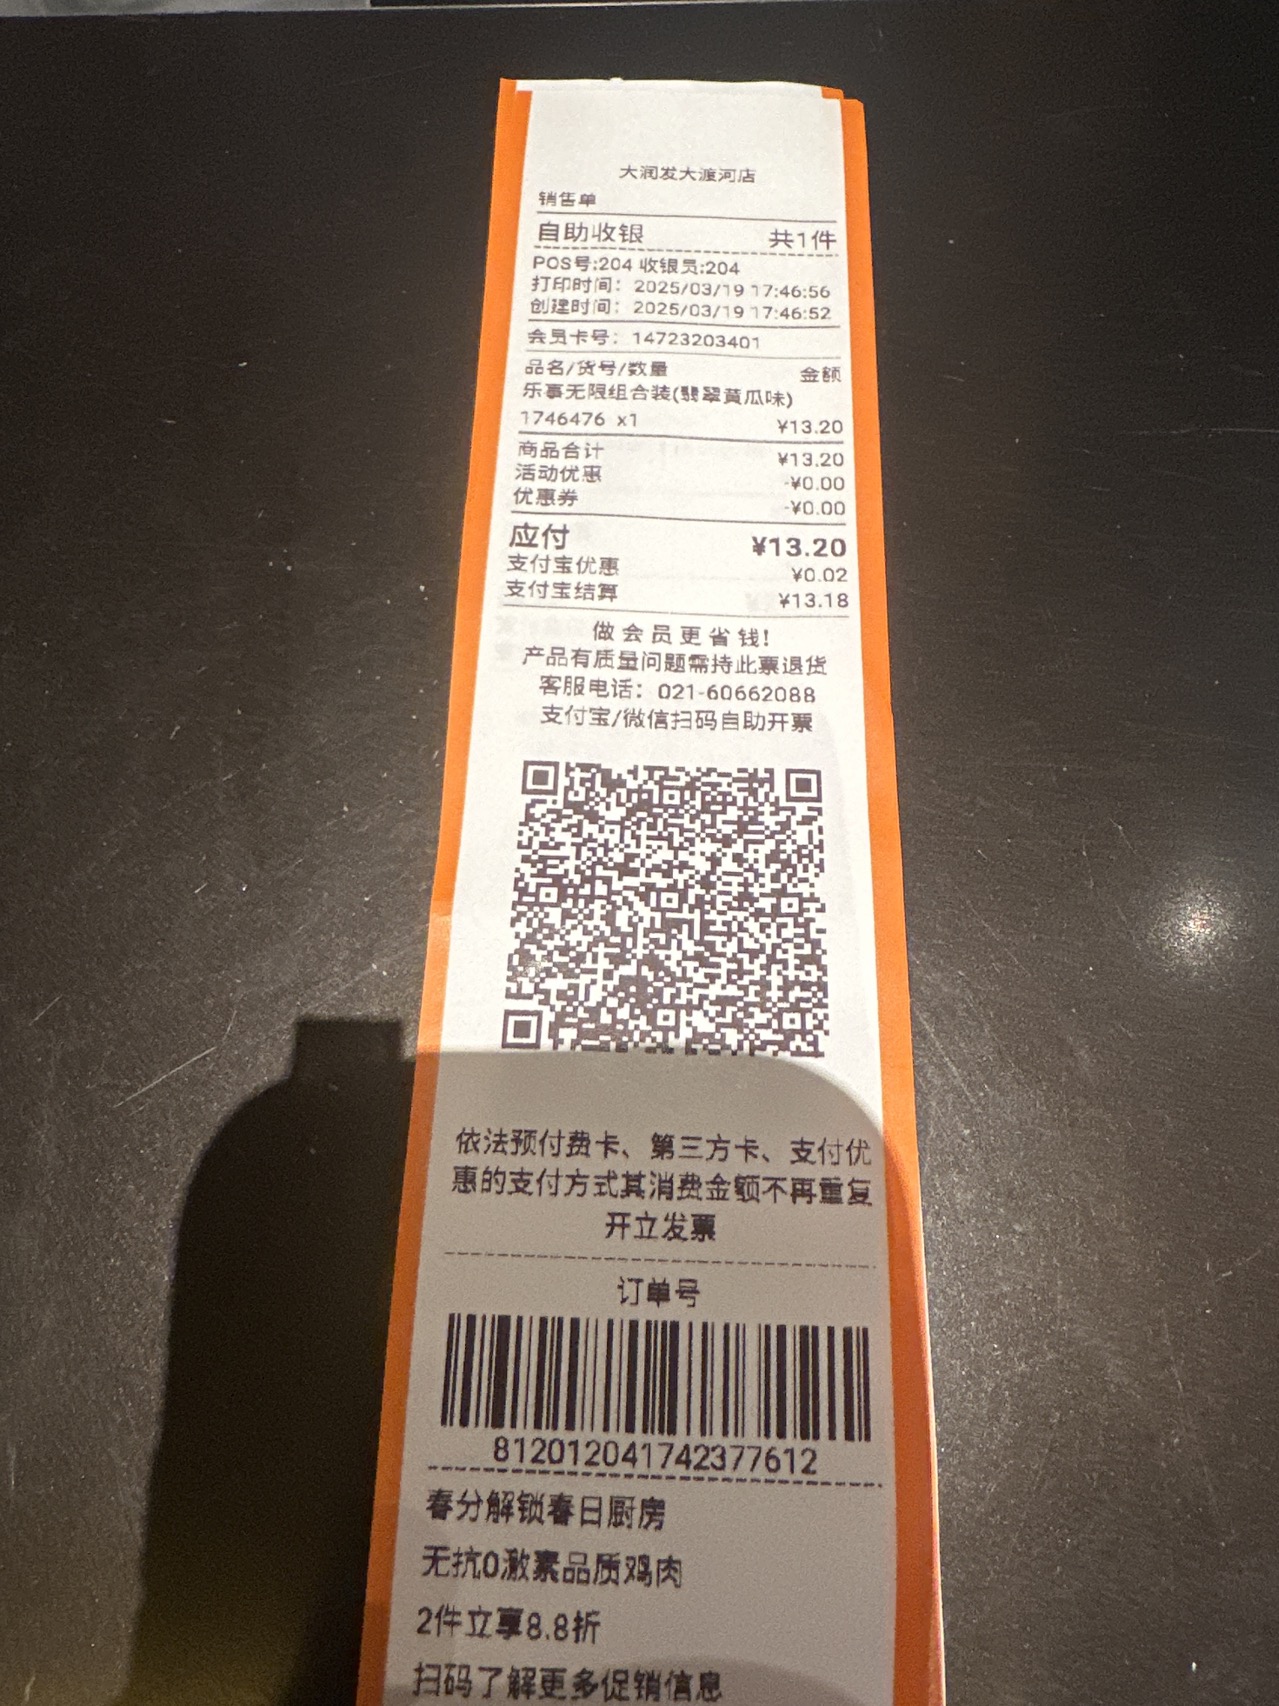 大润发大渡河店
销售单
自助收银 共1件
POS号:204 收银员:204
打印时间: 2025/03/19 17:46:56
创建时间: 2025/03/19 17:46:52
会员卡号: 14723203401
品名/货号/数量 金额
乐事无限组合装(翡翠黄瓜味)
1746476 x1 ¥13.20
商品合计 ¥13.20
活动优惠 -¥0.00
优惠券 -¥0.00
应付 ¥13.20
支付宝优惠 ¥0.02
支付宝结算 ¥13.18
做会员更省钱!
产品有质量问题需持此票退货
客服电话: 021-60662088
支付宝/微信扫码自助开票
依法预付费卡、第三方卡、支付优
惠的支付方式其消费金额不再重复
开立发票
订单号
812012041742377612
春分解锁春日厨房
无抗0激素品质鸡肉
2件立享8.8折
扫码了解更多促销信息